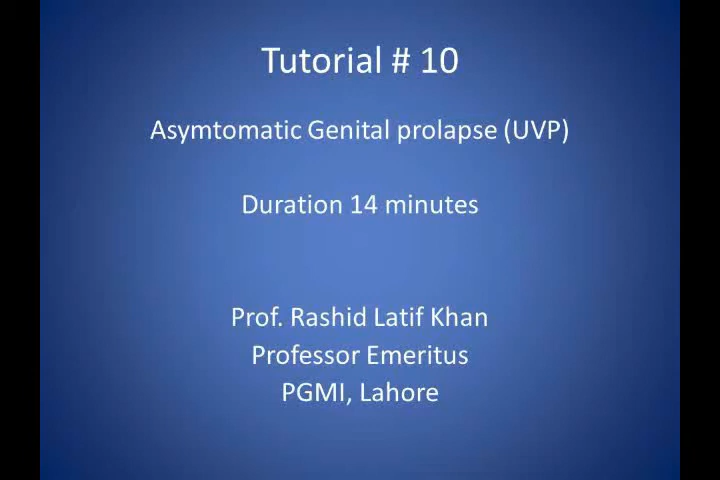 Tutorial # 10
Asymtomatic Genital prolapse (UVP)
Duration 14 minutes
Prof. Rashid Latif Khan
Professor Emeritus
PGMI, Lahore